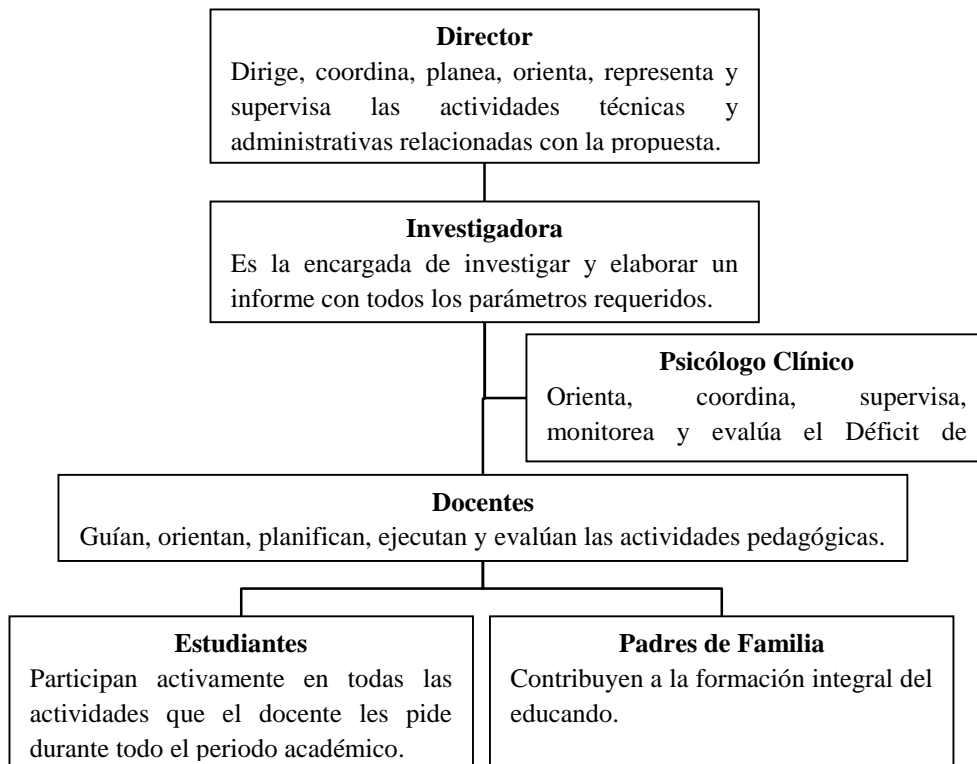 Director
Dirige, coordina, planea, orienta, representa y
supervisa las actividades técnicas y
administrativas relacionadas con la propuesta.
Investigadora
Es la encargada de investigar y elaborar un
informe con todos los parámetros requeridos.
Psicólogo Clínico
Orienta, coordina, supervisa,
monitorea y evalúa el Déficit de
Docentes
Guían, orientan, planifican, ejecutan y evalúan las actividades pedagógicas.
Estudiantes
Participan activamente en todas las
actividades que el docente les pide
durante todo el periodo académico.
Padres de Familia
Contribuyen a la formación integral del
educando.